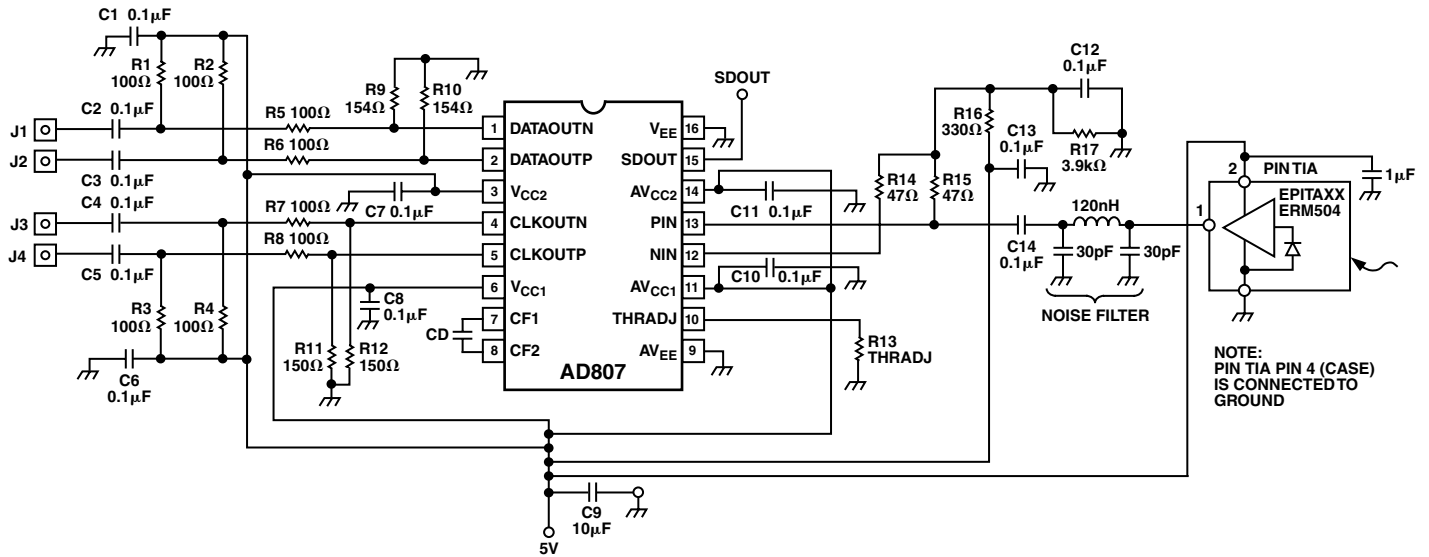 C1 0.1µF
R1
100Ω
R2
100Ω
C2 0.1µF
J1
R5 100Ω
R9
154Ω
R10
154Ω
J2
R6 100Ω
C3
0.1µF
C4
0.1µF
C7 0.1µF
J3
R7 100Ω
J4
R8 100Ω
C5
0.1µF
C8
0.1µF
R3
100Ω
R4
100Ω
CD
R11
150Ω
R12
150Ω
C6
0.1µF
1 DATAOUTN
2 DATAOUTP
3 VCC2
4 CLKOUTN
5 CLKOUTP
6 VCC1
7 CF1
8 CF2
VEE 16
SDOUT 15
AVCC2 14
PIN 13
NIN 12
AVCC1 11
THRADJ 10
AVEE 9
AD807
SDOUT
C12
0.1µF
R16
330Ω
C13
0.1µF
R17
3.9kΩ
R14
47Ω
R15
47Ω
C11 0.1µF
C10 0.1µF
C14
0.1µF
120nH
30pF
30pF
NOISE FILTER
R13
THRADJ
2 PIN TIA
1µF
1
EPITAXX
ERM504
NOTE:
PIN TIA PIN 4 (CASE)
IS CONNECTED TO
GROUND
C9
10µF
5V